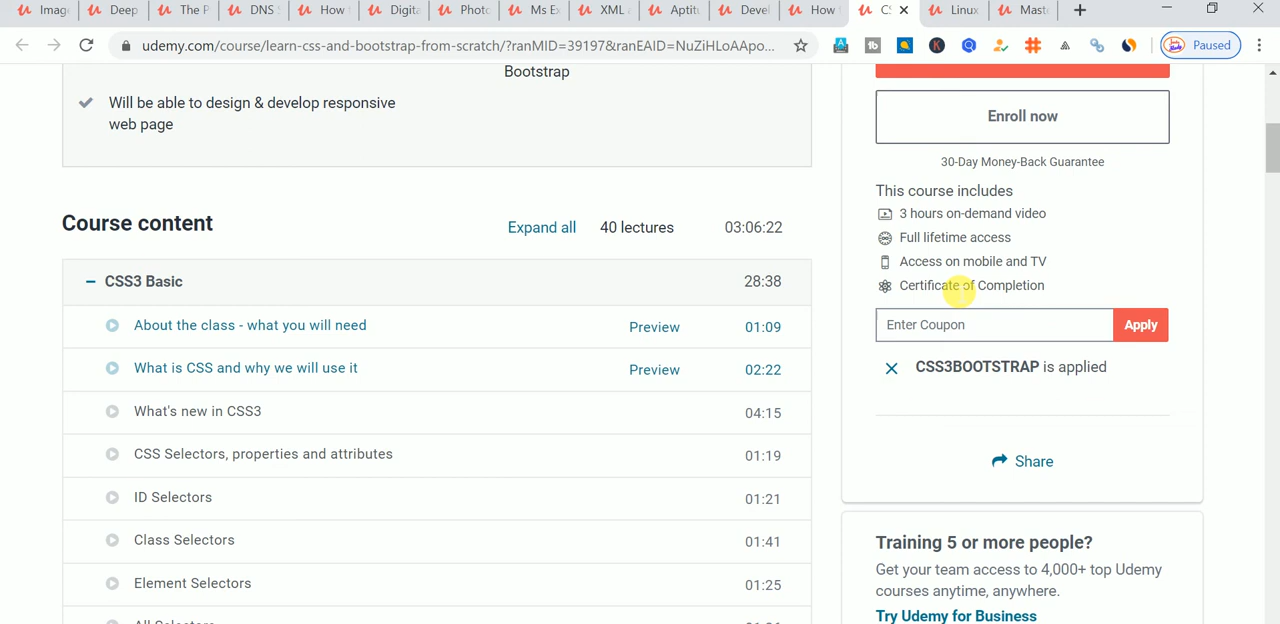 Imag
Deep
The P
DNS
How
Digita
Photo
Ms Ex
XML
Aptitu
Devel
How
CS
Linux
Maste
udemy.com/course/learn-css-and-bootstrap-from-scratch/?ranMID=39197&ranEAID=NuZiHLoAApo...
Paused
Bootstrap
Will be able to design & develop responsive
web page
Course content
Expand all
40 lectures
03:06:22
CSS3 Basic
28:38
About the class - what you will need
Preview
01:09
What is CSS and why we will use it
Preview
02:22
What's new in CSS3
04:15
CSS Selectors, properties and attributes
01:19
ID Selectors
01:21
Class Selectors
01:41
Element Selectors
01:25
Enroll now
30-Day Money-Back Guarantee
This course includes
3 hours on-demand video
Full lifetime access
Access on mobile and TV
Certificate of Completion
Enter Coupon
Apply
CSS3BOOTSTRAP is applied
Share
Training 5 or more people?
Get your team access to 4,000+ top Udemy
courses anytime, anywhere.
Try Udemy for Business